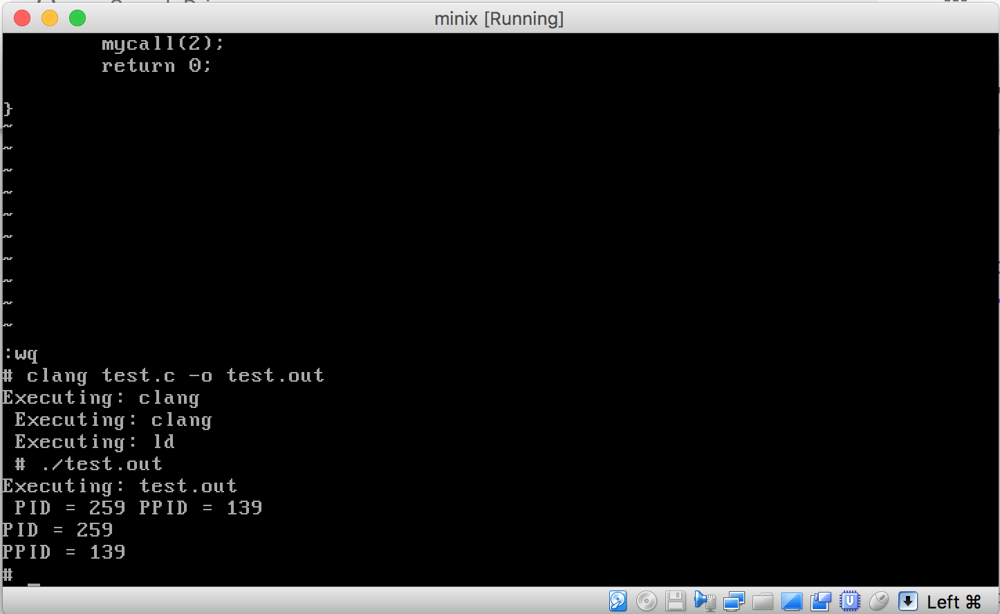 minix [Running]
mycall(2);
return 0;
}
~
~
~
~
~
~
~
~
~
~
:wq
# clang test.c -o test.out
Executing: clang
Executing: clang
Executing: ld
# ./test.out
Executing: test.out
PID = 259 PPID = 139
PID = 259
PPID = 139
#
Left ⌘